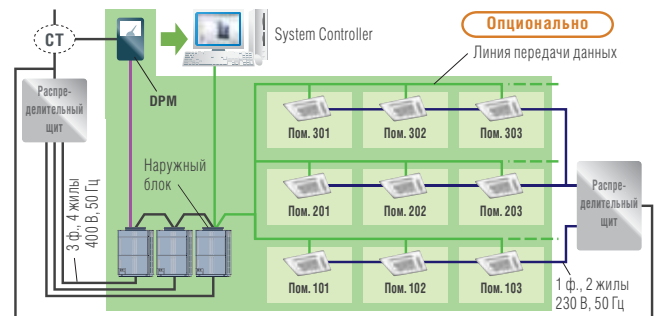 Опционально
CT
System Controller
Линия передачи данных
Распре-
делительный
щит
DPM
Пом. 301
Пом. 302
Пом. 303
Наружный
блок
3 ф., 4 жилы
400 В, 50 Гц
Пом. 201
Пом. 202
Пом. 203
Распре-
делительный
щит
Пом. 101
Пом. 102
Пом. 103
1 ф., 2 жилы
230 В, 50 Гц